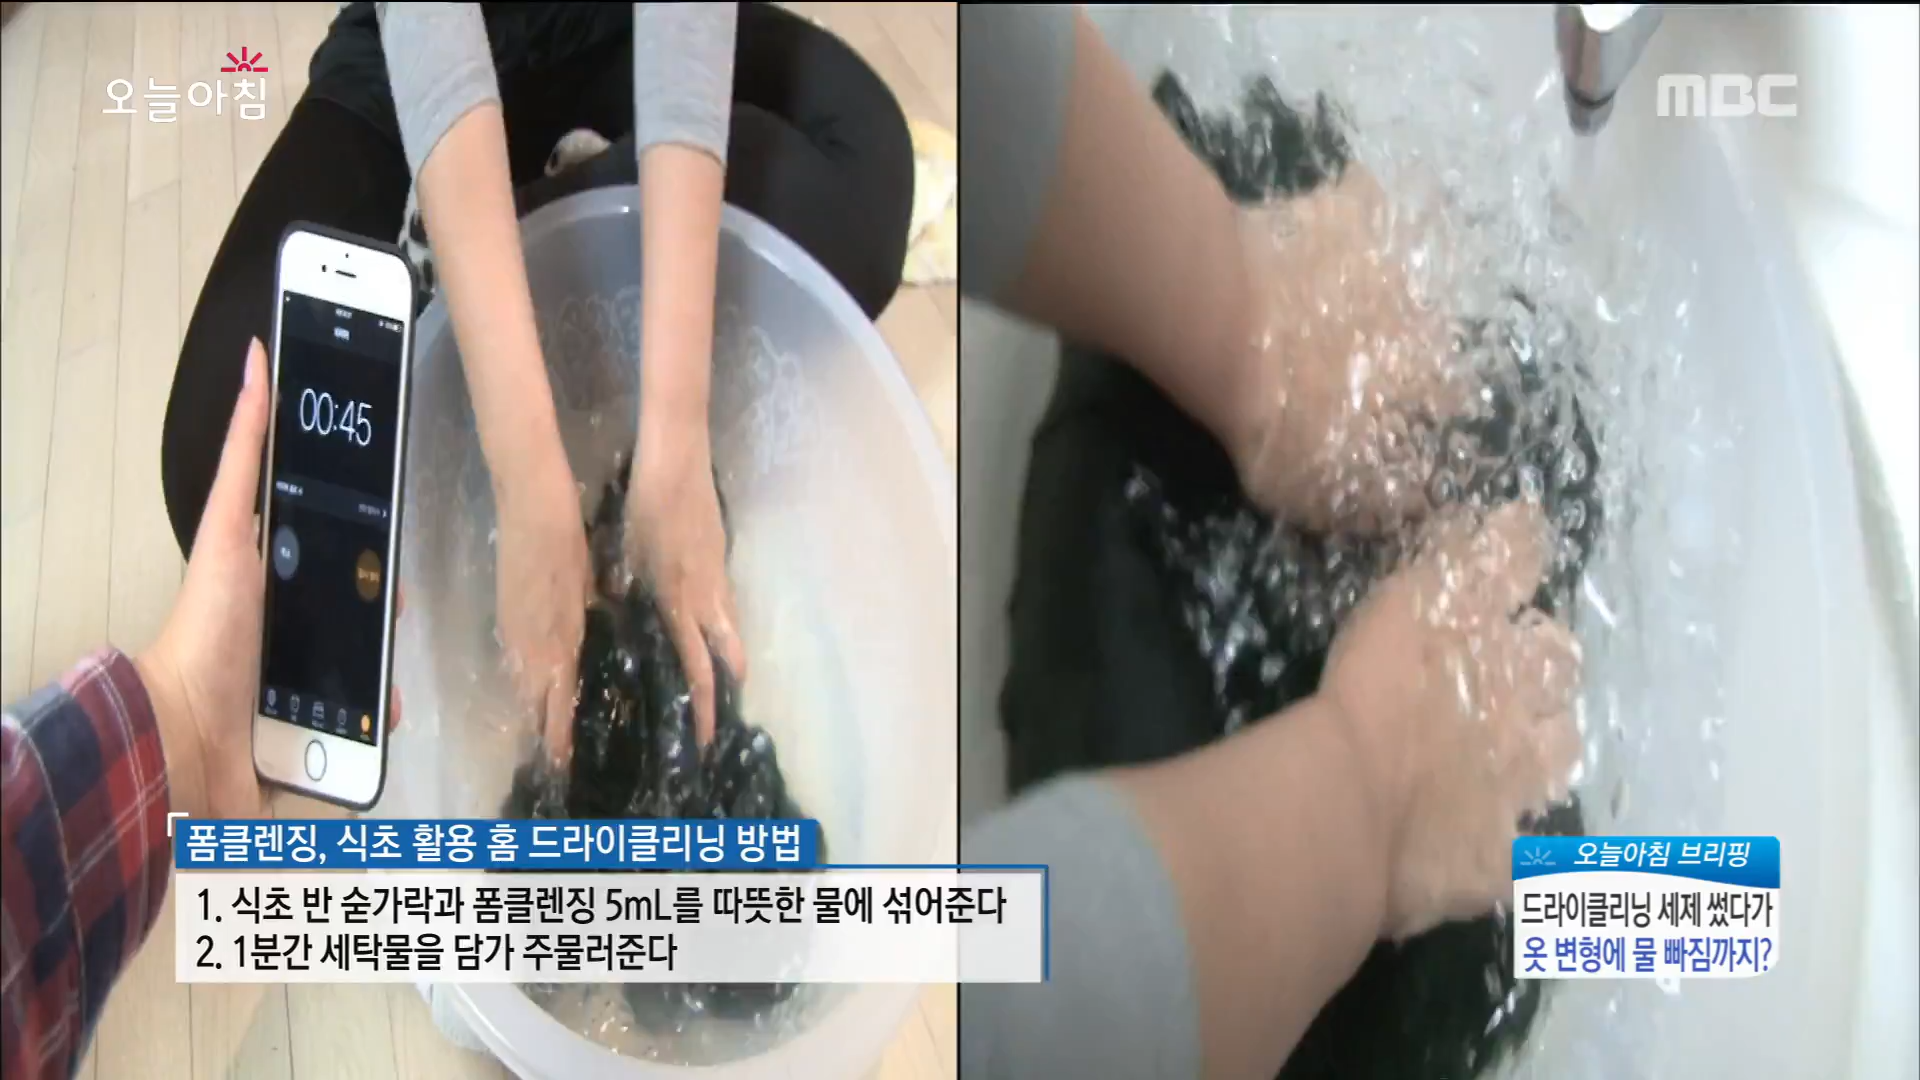 오늘아침
MBC
00:45
폼클렌징, 식초 활용 홈 드라이클리닝 방법
1. 식초 반 숟가락과 폼클렌징 5mL를 따뜻한 물에 섞어준다
2. 1분간 세탁물을 담가 주물러준다
오늘아침 브리핑
드라이클리닝 세제 썼다가
옷 변형에 물 빠짐까지?